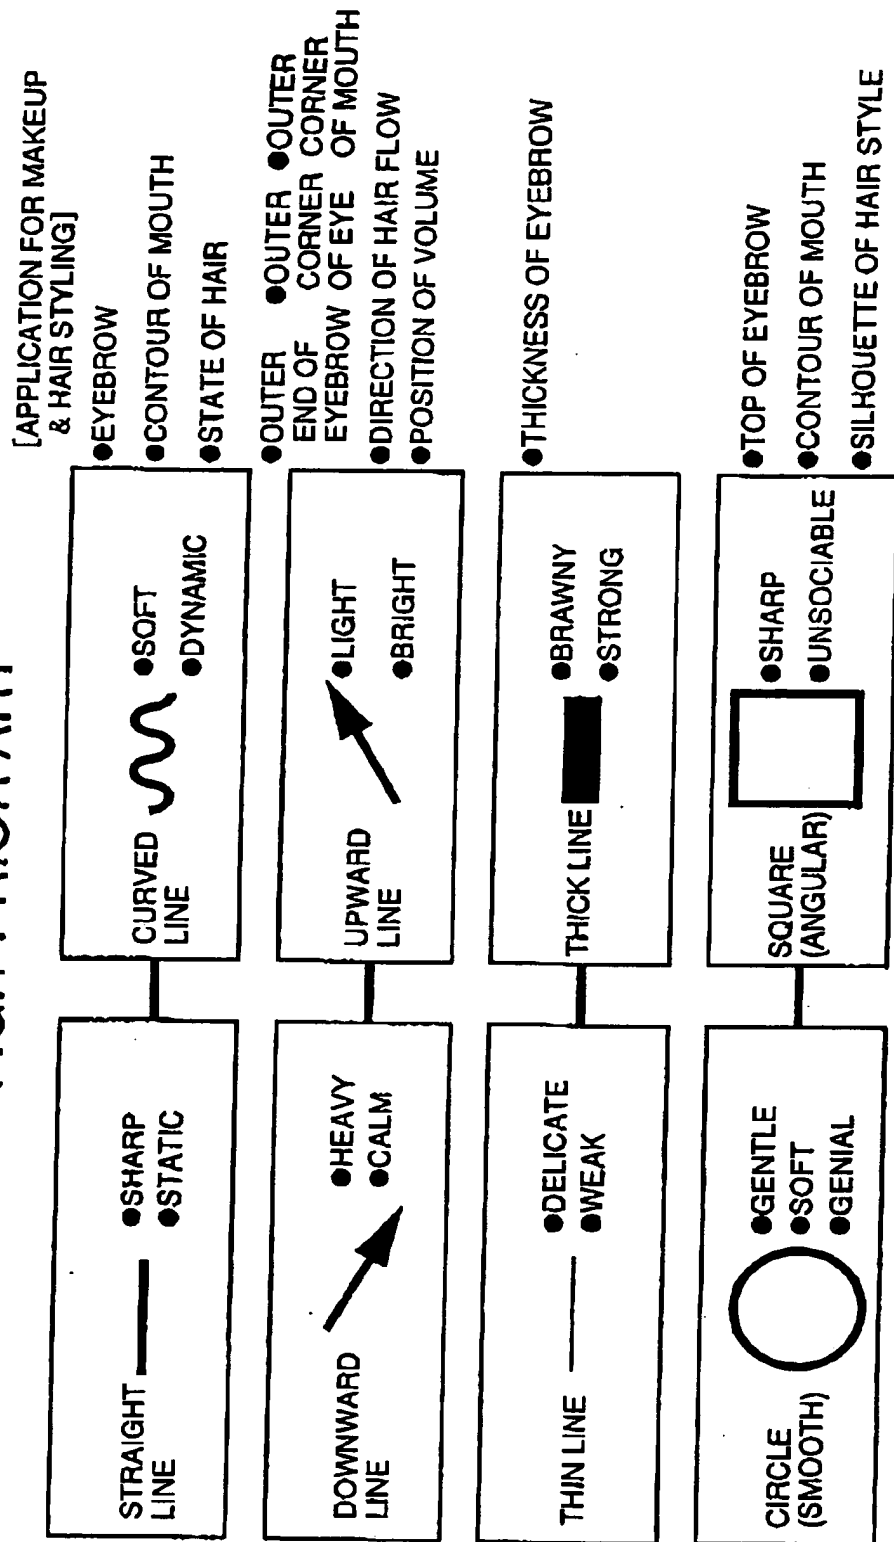 [APPLICATION FOR MAKEUP
& HAIR STYLING]
STRAIGHT
LINE
●SHARP
●STATIC
CURVED
LINE
●SOFT
●DYNAMIC
●EYEBROW
●CONTOUR OF MOUTH
●STATE OF HAIR
DOWNWARD
LINE
●HEAVY
●CALM
UPWARD
LINE
●LIGHT
●BRIGHT
●OUTER
END OF
EYEBROW
●OUTER
CORNER
OF EYE
●OUTER
CORNER
OF MOUTH
●DIRECTION OF HAIR FLOW
●POSITION OF VOLUME
THIN LINE
●DELICATE
●WEAK
THICK LINE
●BRAWNY
●STRONG
●THICKNESS OF EYEBROW
CIRCLE
(SMOOTH)
●GENTLE
●SOFT
●GENIAL
SQUARE
(ANGULAR)
●SHARP
●UNSOCIABLE
●TOP OF EYEBROW
●CONTOUR OF MOUTH
●SILHOUETTE OF HAIR STYLE